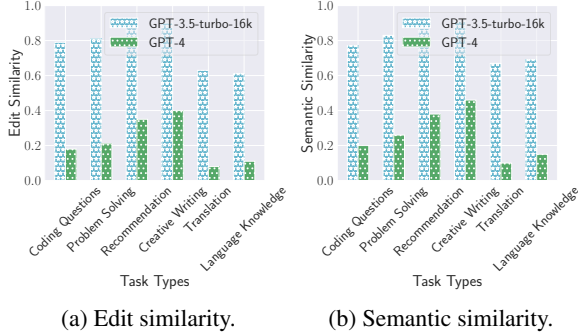 1.0
0.8
0.6
0.4
0.2
0.0
Edit Similarity
GPT-3.5-turbo-16k
GPT-4
Coding Questions
Problem Solving
Recommendation
Creative Writing
Translation
Language Knowledge
Task Types
(a) Edit similarity.
1.0
0.8
0.6
0.4
0.2
0.0
Semantic Similarity
GPT-3.5-turbo-16k
GPT-4
Coding Questions
Problem Solving
Recommendation
Creative Writing
Translation
Language Knowledge
Task Types
(b) Semantic similarity.